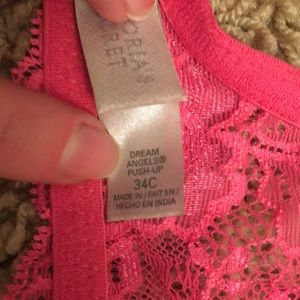 DREAM
ANGELS®
PUSH-UP
34C
MADE IN / FAIT EN /
HECHO EN INDIA